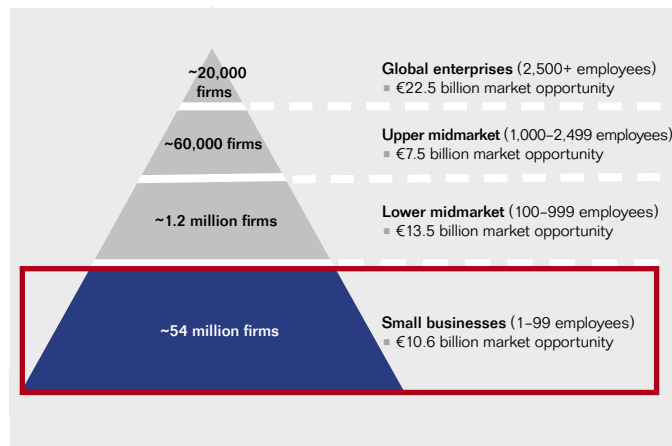 ~20,000
firms
Global enterprises (2,500+ employees)
▪ €22.5 billion market opportunity
~60,000 firms
Upper midmarket (1,000–2,499 employees)
▪ €7.5 billion market opportunity
~1.2 million firms
Lower midmarket (100–999 employees)
▪ €13.5 billion market opportunity
~54 million firms
Small businesses (1–99 employees)
▪ €10.6 billion market opportunity